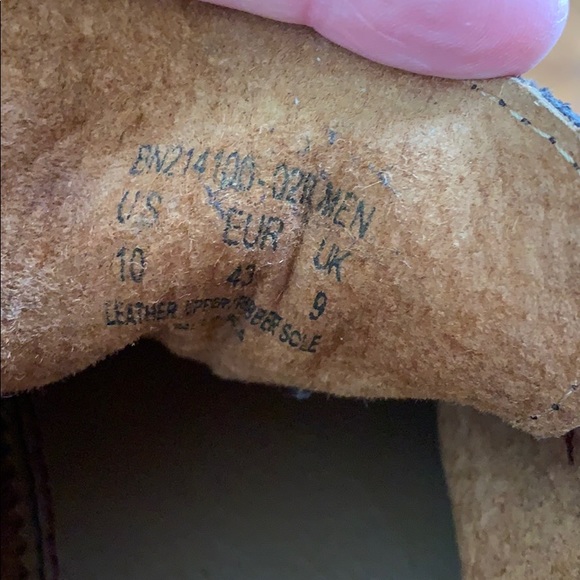 MEN
US EUR UK
10 43 9
LEATHER UPPER/RUBBER SOLE